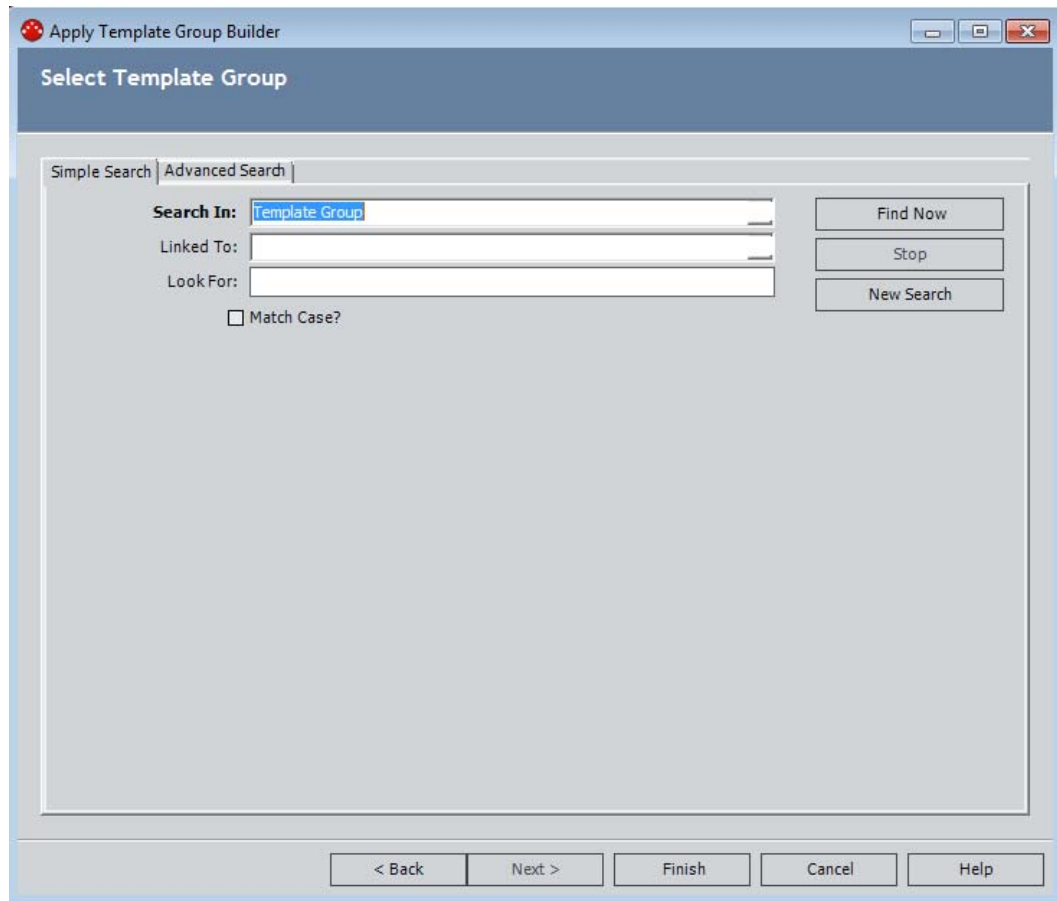 Apply Template Group Builder
Select Template Group
Simple Search Advanced Search
Search In: Template Group Find Now
Linked To: Stop
Look For: New Search
Match Case?
< Back Next > Finish Cancel Help